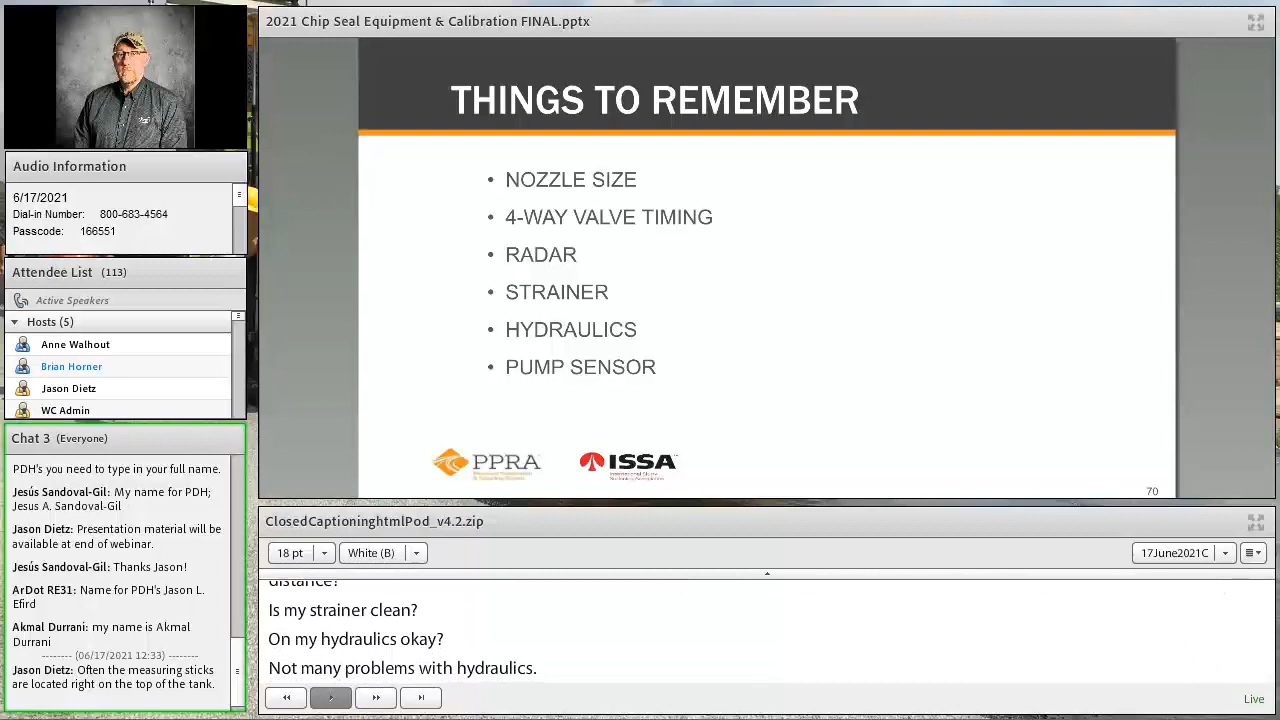 2021 Chip Seal Equipment & Calibration FINAL.pptx
THINGS TO REMEMBER
• NOZZLE SIZE
• 4-WAY VALVE TIMING
• RADAR
• STRAINER
• HYDRAULICS
• PUMP SENSOR
PPRA
ISSA
70
Audio Information
6/17/2021
Dial-in Number: 800-683-4564
Passcode: 166551
Attendee List (113)
Active Speakers
Hosts (5)
Anne Walhout
Brian Horner
Jason Dietz
WC Admin
Chat 3 (Everyone)
PDH's you need to type in your full name.
Jesús Sandoval-Gil: My name for PDH;
Jesus A. Sandoval-Gil
Jason Dietz: Presentation material will be
available at end of webinar.
Jesús Sandoval-Gil: Thanks Jason!
ArDot RE31: Name for PDH's Jason L.
Efird
Akmal Durrani: my name is Akmal
Durrani
-------- (06/17/2021 12:33) --------
Jason Dietz: Often the measuring sticks
are located right on the top of the tank.
ClosedCaptioninghtmlPod_v4.2.zip
18 pt
White (B)
17June2021C
distance?
Is my strainer clean?
On my hydraulics okay?
Not many problems with hydraulics.
Live